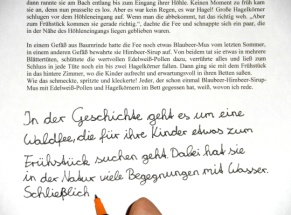 dann rannte sie am Bach entlang bis zum Eingang ihrer Höhle. Keinen Moment zu früh kam
sie an, denn nun prasselte es los. Aber es war kein Regen, es war Hagel! Große Hagelkörner
schlugen vor dem Höhleneingang auf. Wenn man die abbekommt, tut das richtig weh. „Aber
zum Frühstück kommen sie gerade richtig.", dachte die Fee und schnappte sich ein paar, die
in der Nähe des Höhleneingangs liegen geblieben waren.
In einem Gefäß aus Baumrinde hatte die Fee noch etwas Blaubeer-Mus vom letzten Sommer,
in einem anderen Gefäß bewahrte sie Himbeer-Sirup auf. Von beidem tat sie etwas in mehrere
Blättertüten, schüttete die wertvollen Edelweiß-Pollen dazu, verrührte alles und ließ zum
Schluss in jede Tüte noch ein paar Hagelkörner fallen. Dann ging sie mit dem Frühstück
in das hintere Zimmer, wo die Kinder aufrecht und erwartungsvoll in ihren Betten saßen.
Wie das schmeckte, spritzte und kleckerte! Jeder, der schon einmal Blaubeer-Himbeer-Sirup-
Mus mit Edelweiß-Pollen und Hagelkörnern im Bett gegessen hat, weiß, wovon ich rede.
In der Geschichte geht es um eine
Waldfee, die für ihre Kinder etwas zum
Frühstück suchen geht. Dabei hat sie
in der Natur viele Begegnungen mit Wasser.
Schließlich